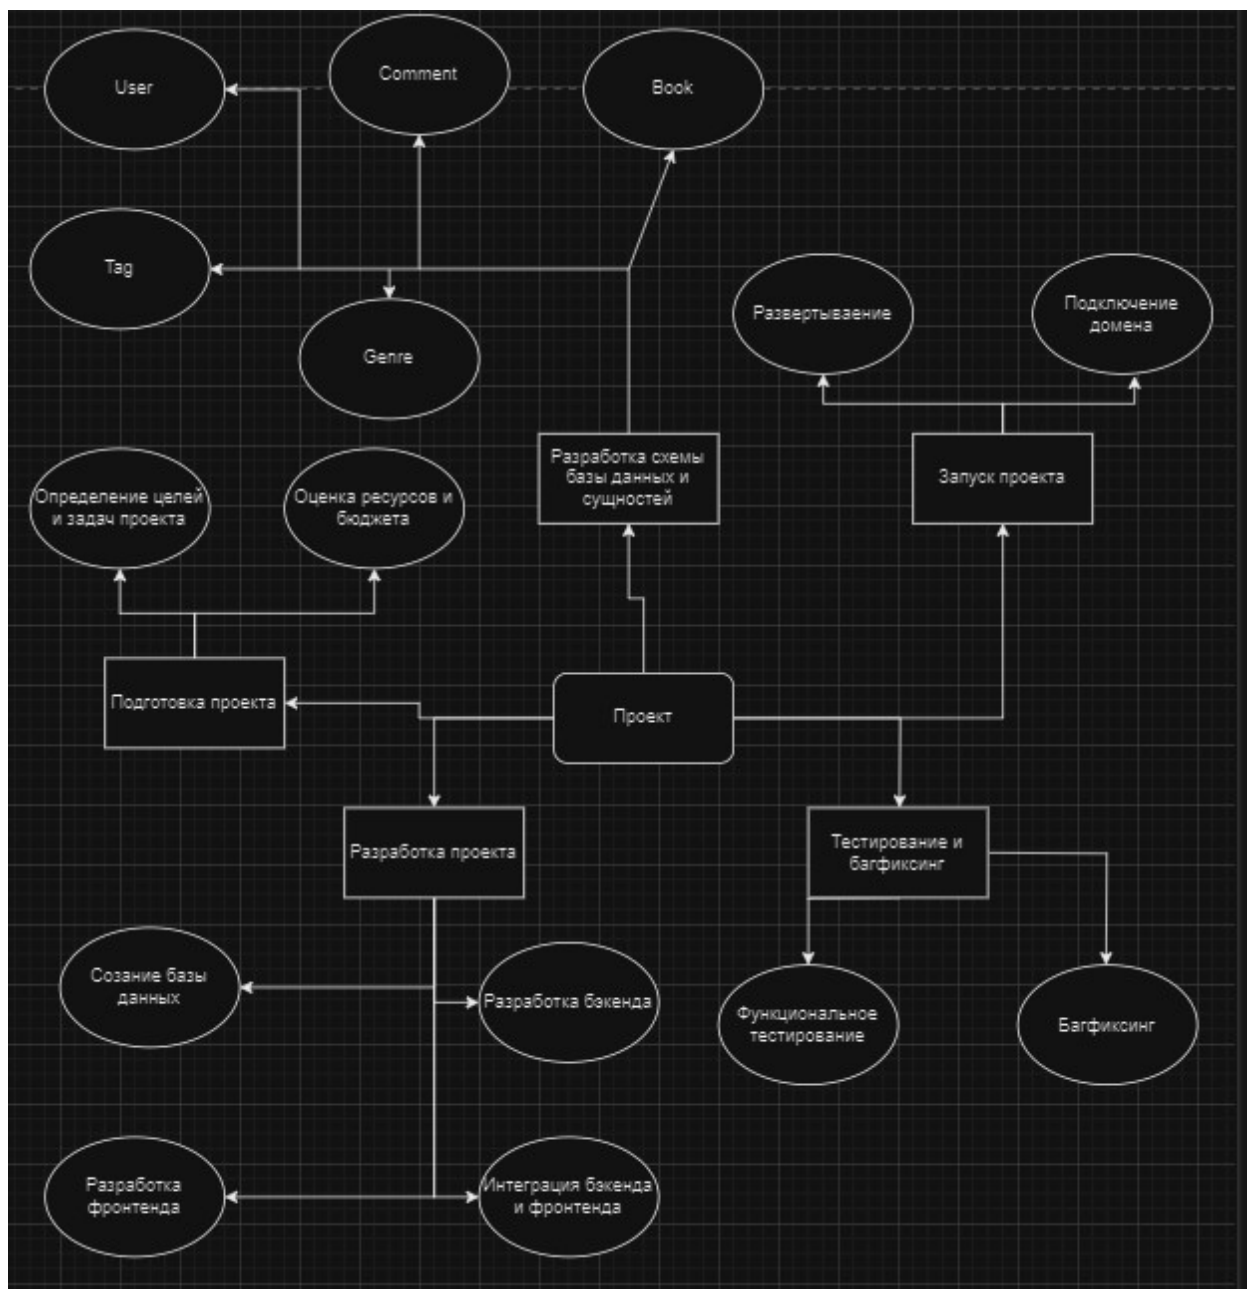 User
Comment
Book
Tag
Genre
Развертываение
Подключение
домена
Разработка схемы
базы данных и
сущностей
Запуск проекта
Определение целей
и задач проекта
Оценка ресурсов и
бюджета
Подготовка проекта
Проект
Разработка проекта
Тестирование и
багфиксинг
Созание базы
данных
Разработка бэкенда
Функциональное
тестирование
Багфиксинг
Разработка
фронтенда
Интеграция бэкенда
и фронтенда